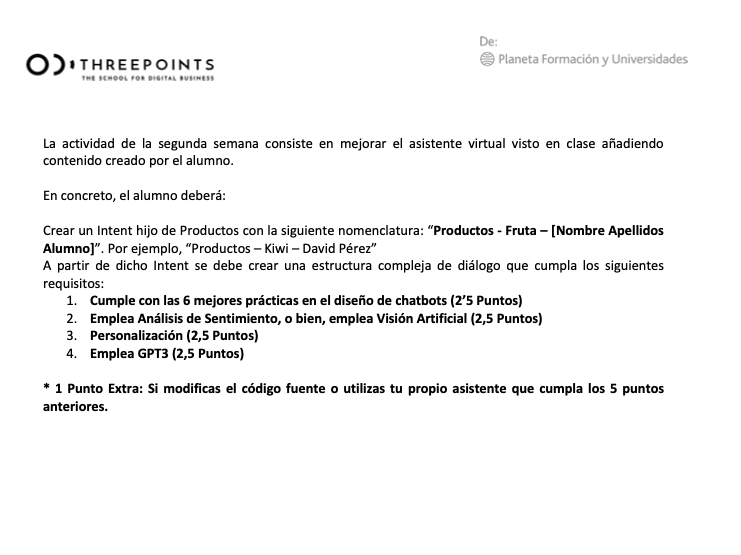 De:
THREEPOINTS
THE SCHOOL FOR DIGITAL BUSINESS
Planeta Formación y Universidades
La actividad de la segunda semana consiste en mejorar el asistente virtual visto en clase añadiendo
contenido creado por el alumno.
En concreto, el alumno deberá:
Crear un Intent hijo de Productos con la siguiente nomenclatura: “Productos - Fruta – [Nombre Apellidos
Alumno]”. Por ejemplo, “Productos – Kiwi – David Pérez”
A partir de dicho Intent se debe crear una estructura compleja de diálogo que cumpla los siguientes
requisitos:
1. Cumple con las 6 mejores prácticas en el diseño de chatbots (2’5 Puntos)
2. Emplea Análisis de Sentimiento, o bien, emplea Visión Artificial (2,5 Puntos)
3. Personalización (2,5 Puntos)
4. Emplea GPT3 (2,5 Puntos)
* 1 Punto Extra: Si modificas el código fuente o utilizas tu propio asistente que cumpla los 5 puntos
anteriores.